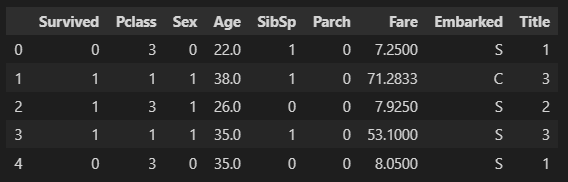 Survived Pclass Sex Age SibSp Parch Fare Embarked Title
0 0 3 0 22.0 1 0 7.2500 S 1
1 1 1 1 38.0 1 0 71.2833 C 3
2 1 3 1 26.0 0 0 7.9250 S 2
3 1 1 1 35.0 1 0 53.1000 S 3
4 0 3 0 35.0 0 0 8.0500 S 1